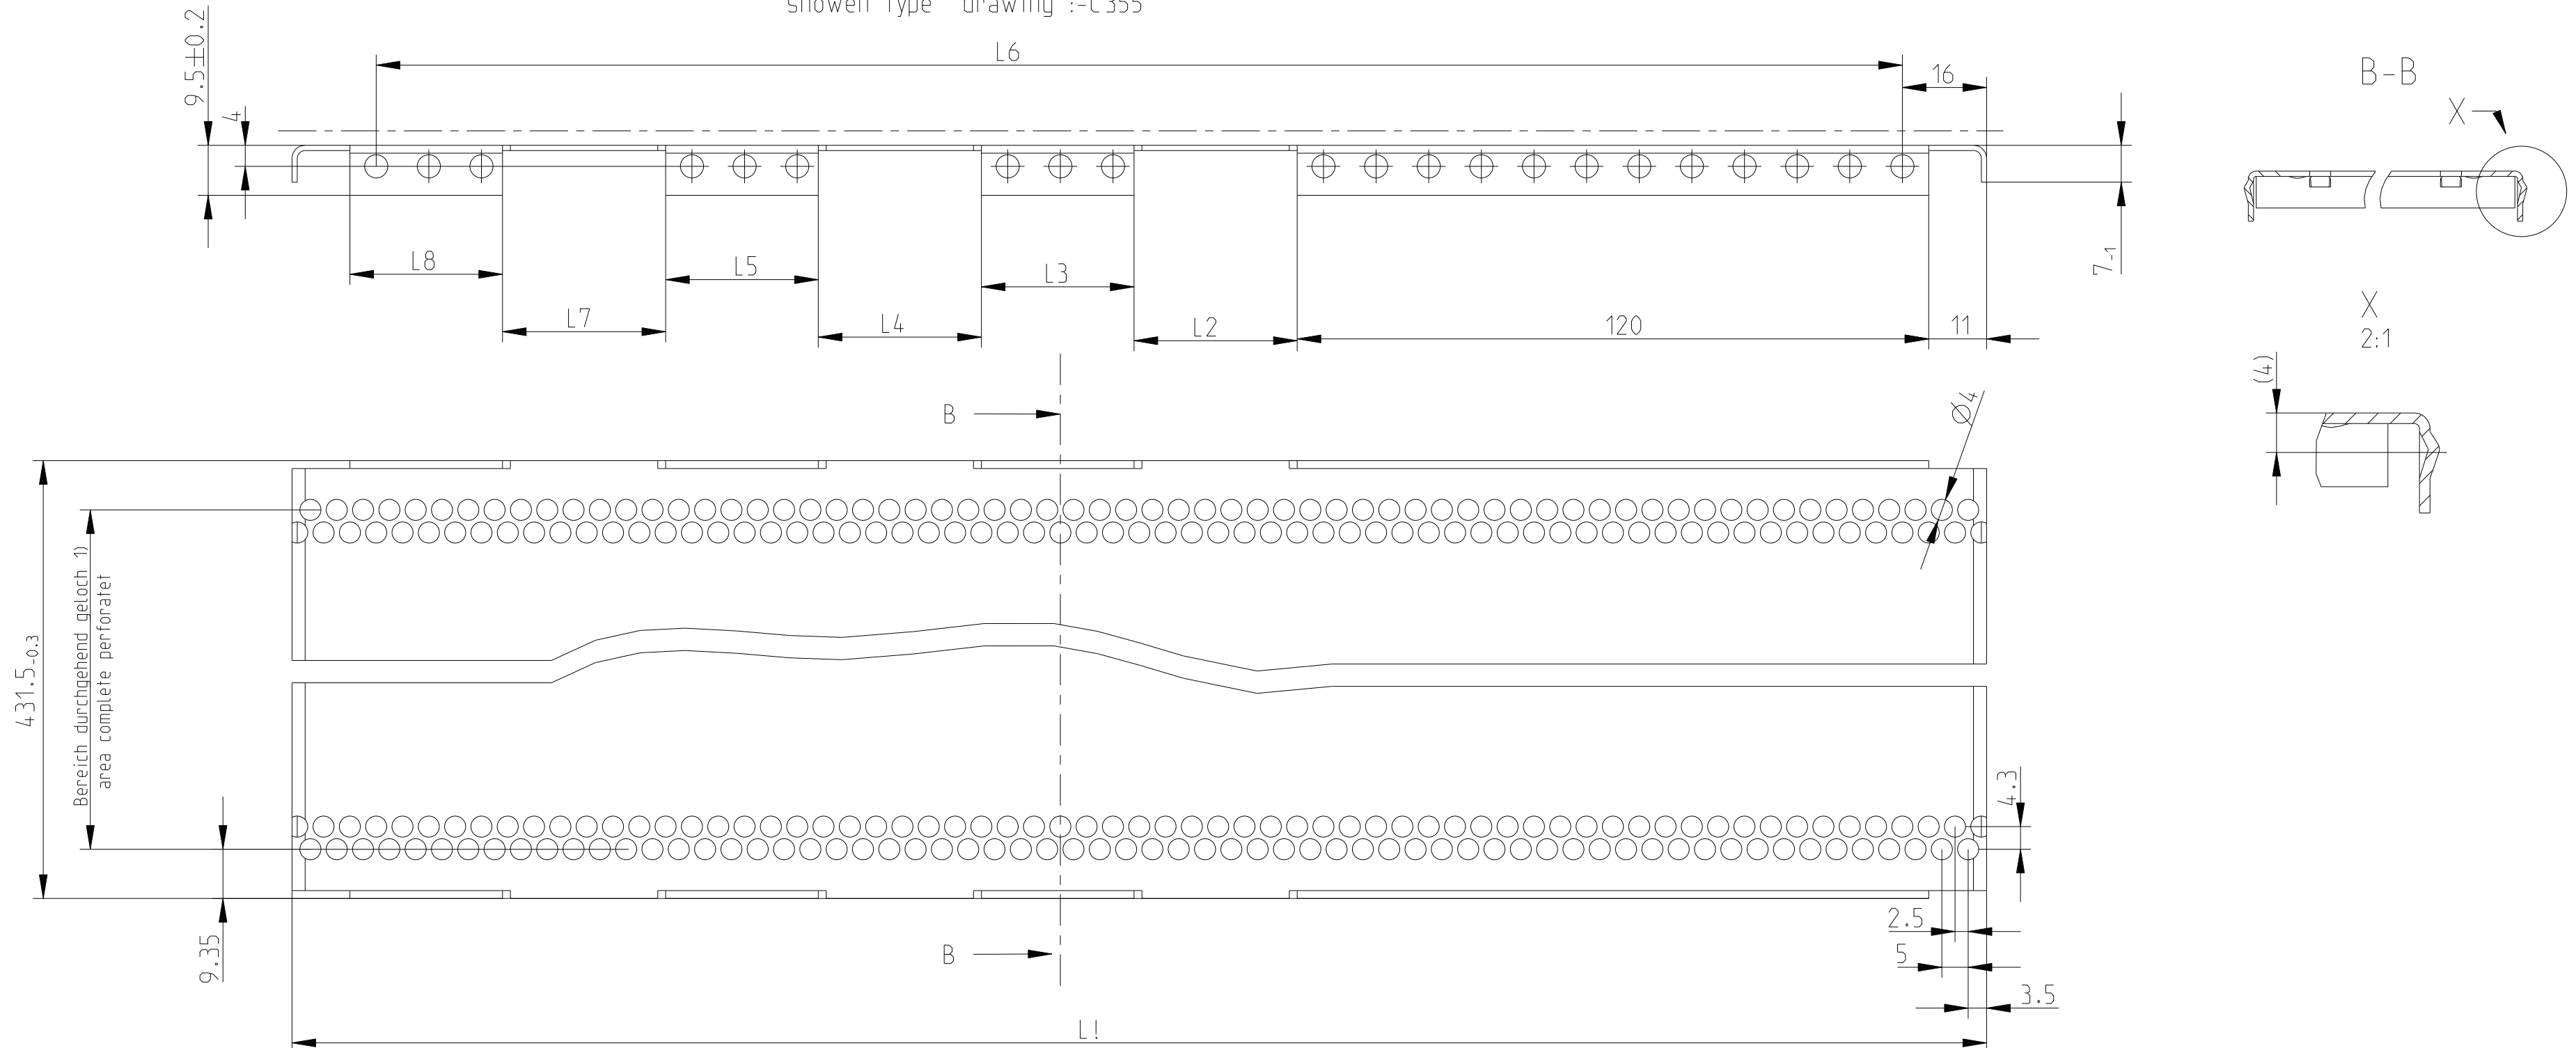 showen Type drawing :-C355
L6
16
9.5±0.2
4
B-B
X
7-1
L8
L5
L3
L7
L4
L2
120
11
X
2:1
(4)
B
Ø4
431.5-0.3
Bereich durchgehend geloch 1)
area complete perforatet
4.3
9.35
2.5
B
5
3.5
L!